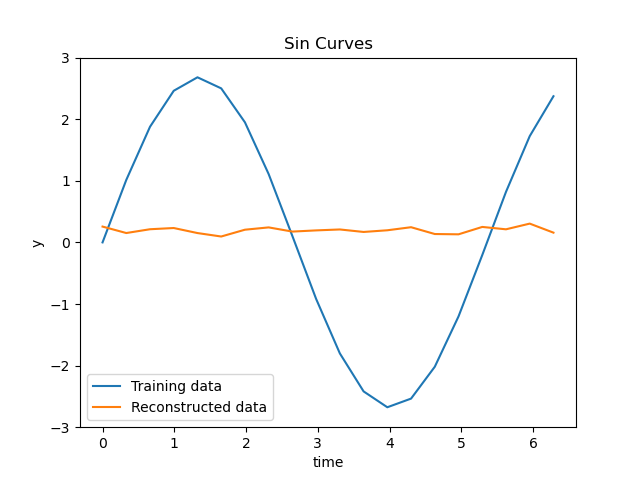 Sin Curves
3
2
1
0
−1
−2
−3
y
Training data
Reconstructed data
0 1 2 3 4 5 6
time